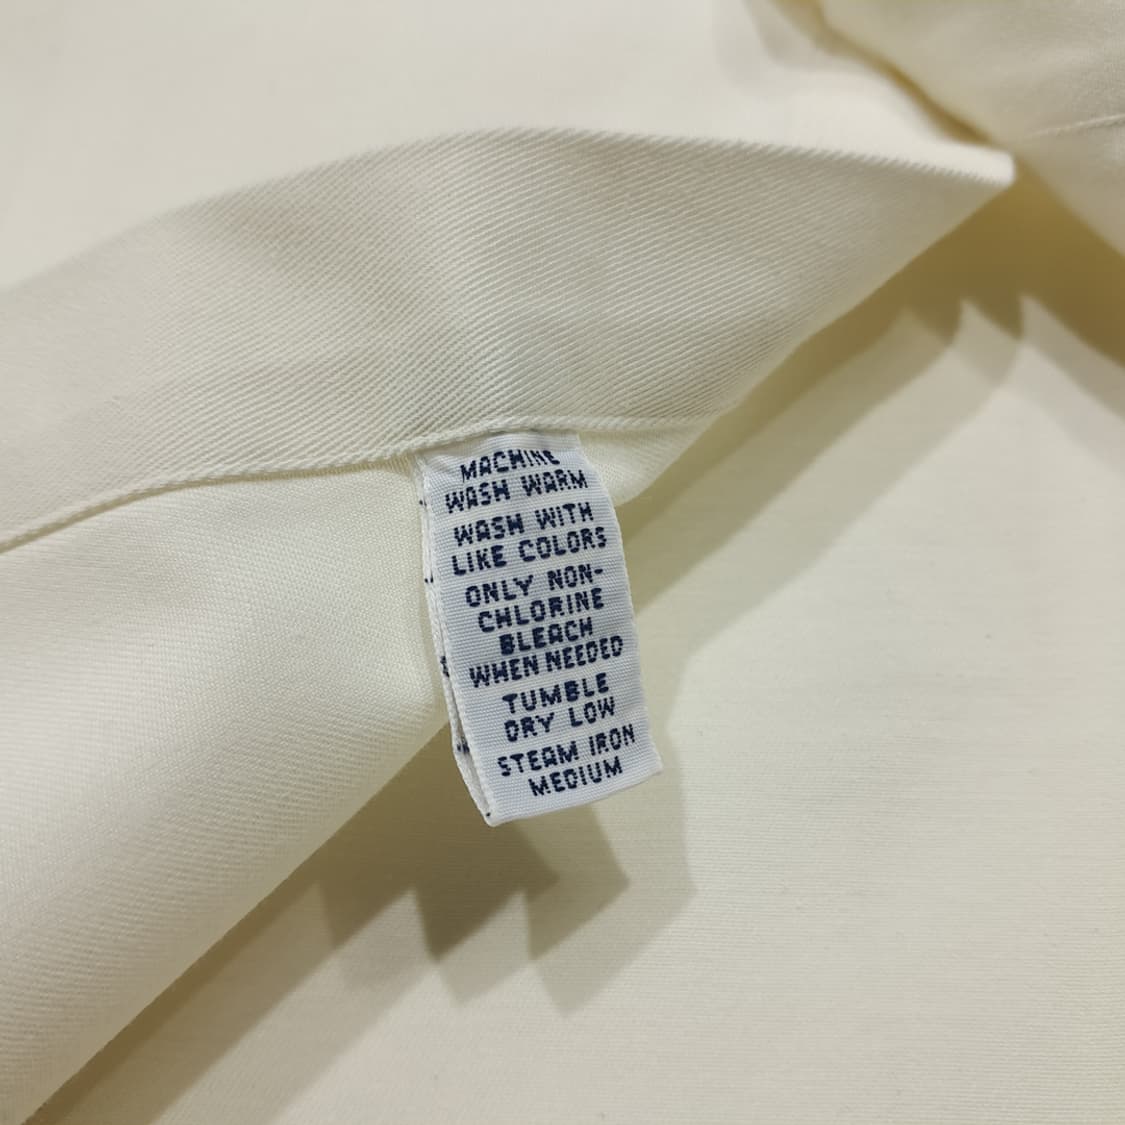 MACHINE
WASH WARM
WASH WITH
LIKE COLORS
ONLY NON-
CHLORINE
BLEACH
WHEN NEEDED
TUMBLE
DRY LOW
STEAM IRON
MEDIUM